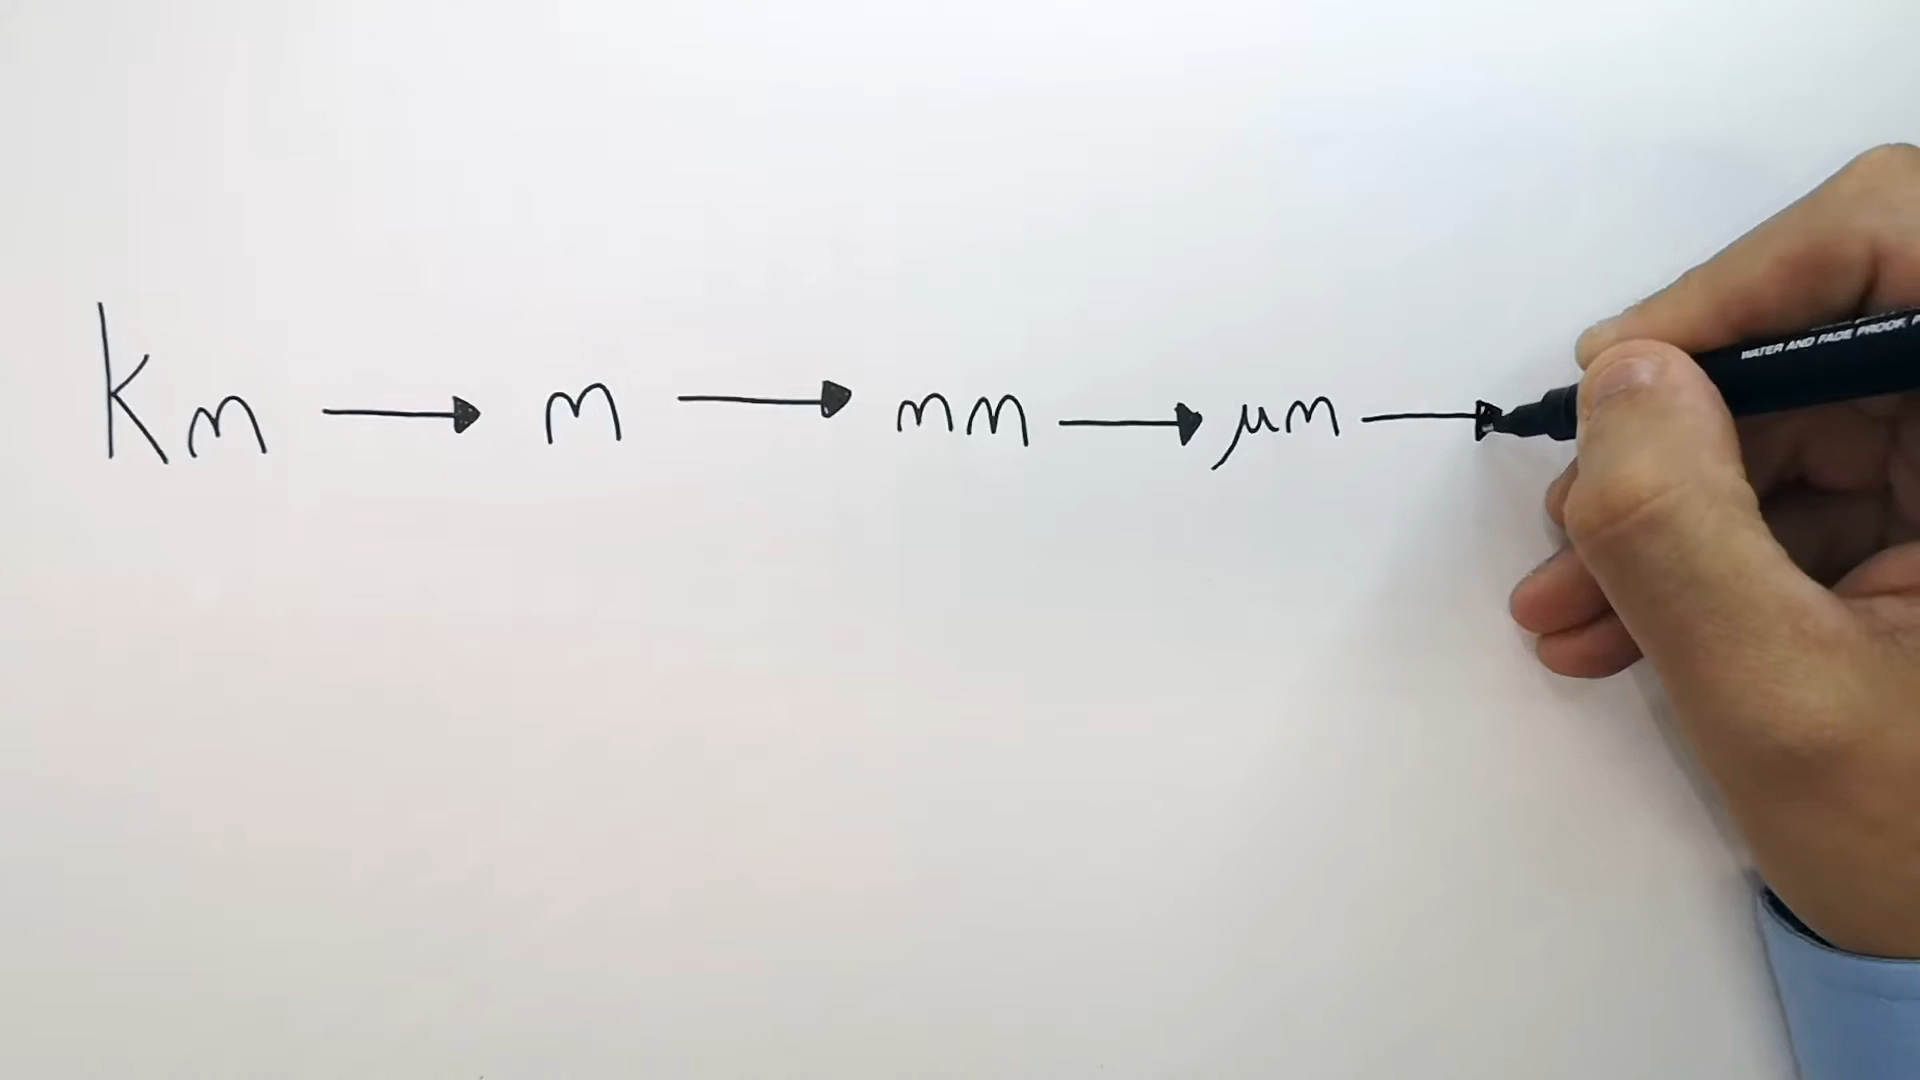 km → m → mm → μm →
WATER AND FADE PROOF,